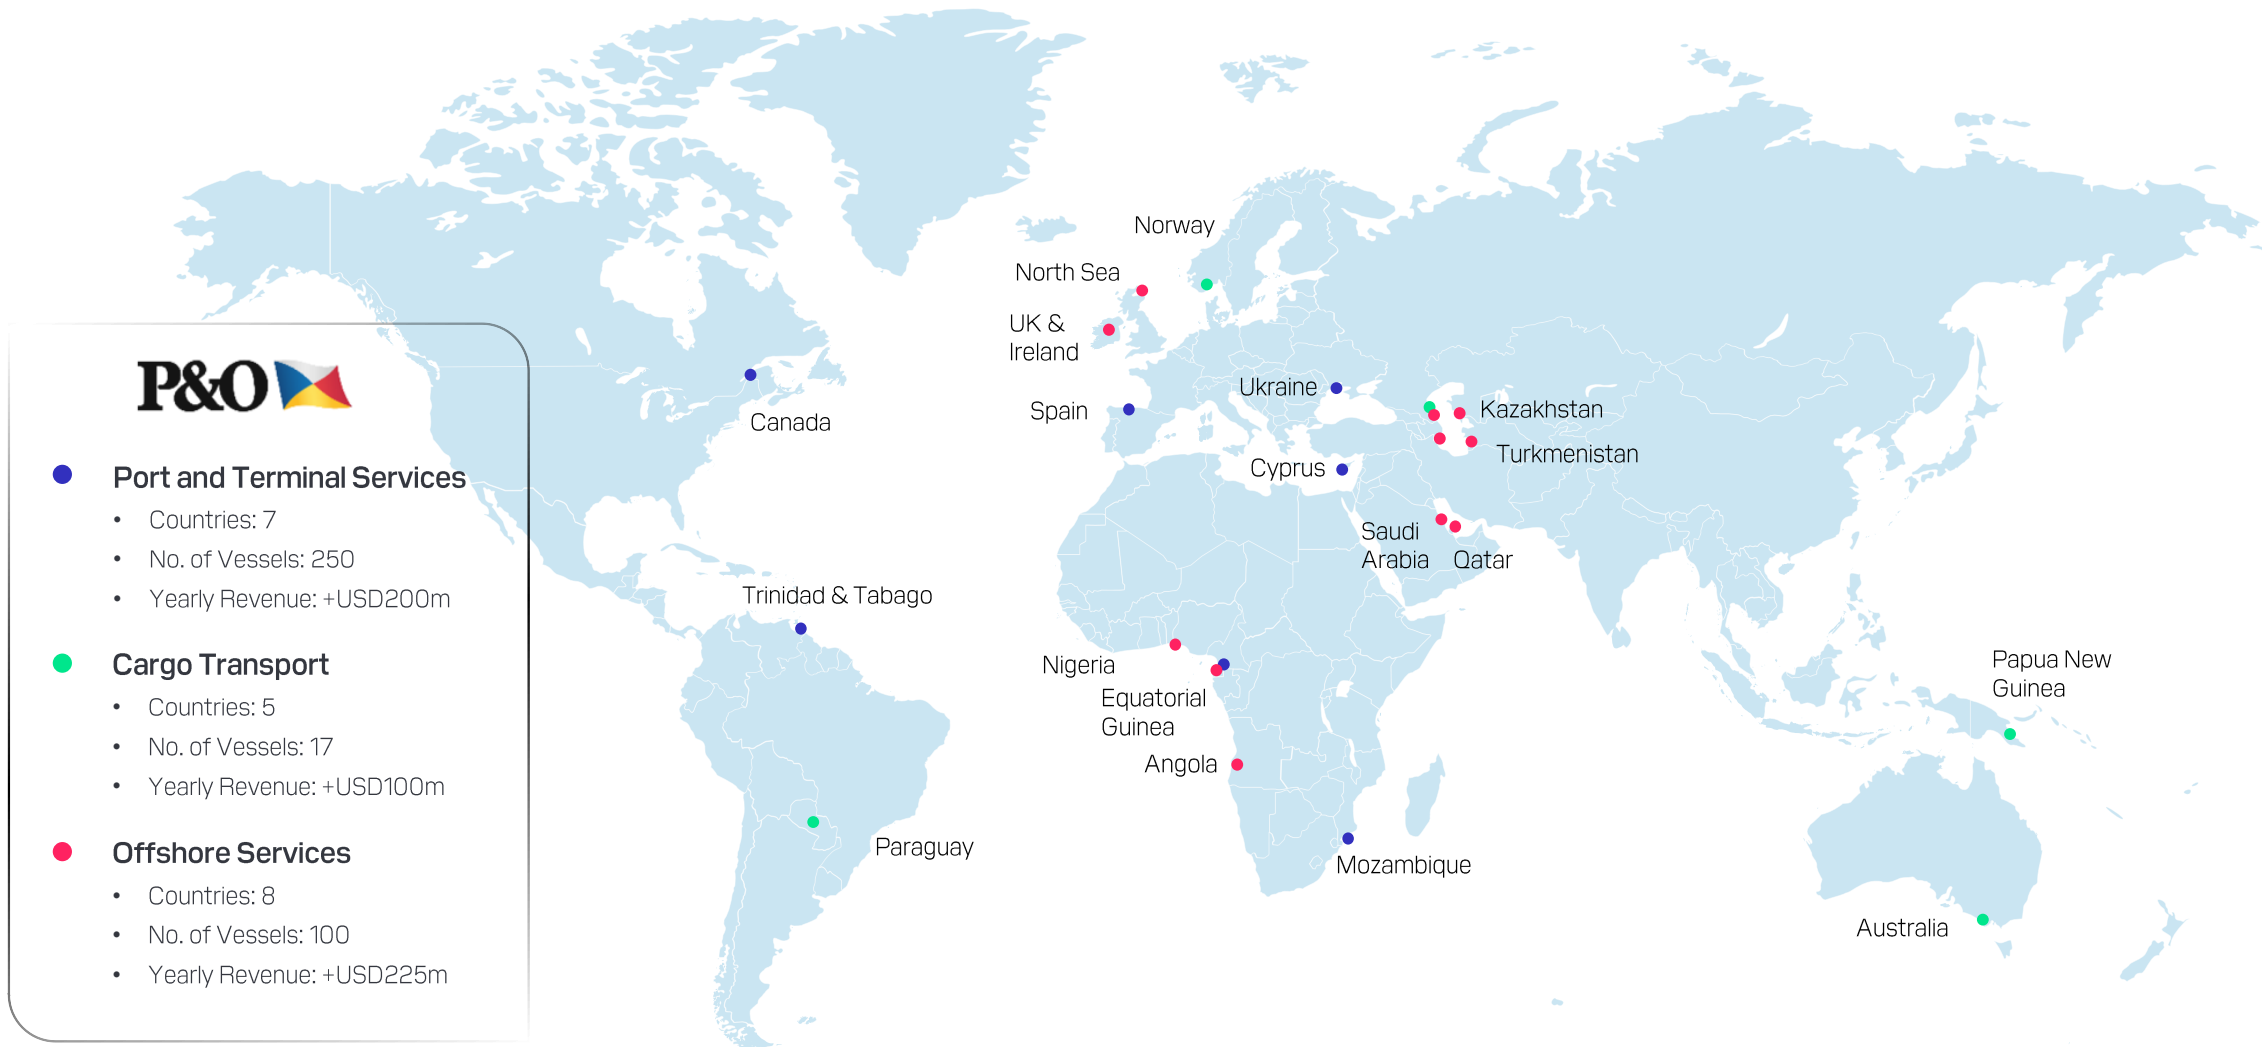 P&O
Port and Terminal Services
• Countries: 7
• No. of Vessels: 250
• Yearly Revenue: +USD200m
Cargo Transport
• Countries: 5
• No. of Vessels: 17
• Yearly Revenue: +USD100m
Offshore Services
• Countries: 8
• No. of Vessels: 100
• Yearly Revenue: +USD225m
Canada
Trinidad & Tabago
Paraguay
Norway
North Sea
UK &
Ireland
Spain
Ukraine
Cyprus
Kazakhstan
Turkmenistan
Saudi
Arabia
Qatar
Nigeria
Equatorial
Guinea
Angola
Mozambique
Papua New
Guinea
Australia